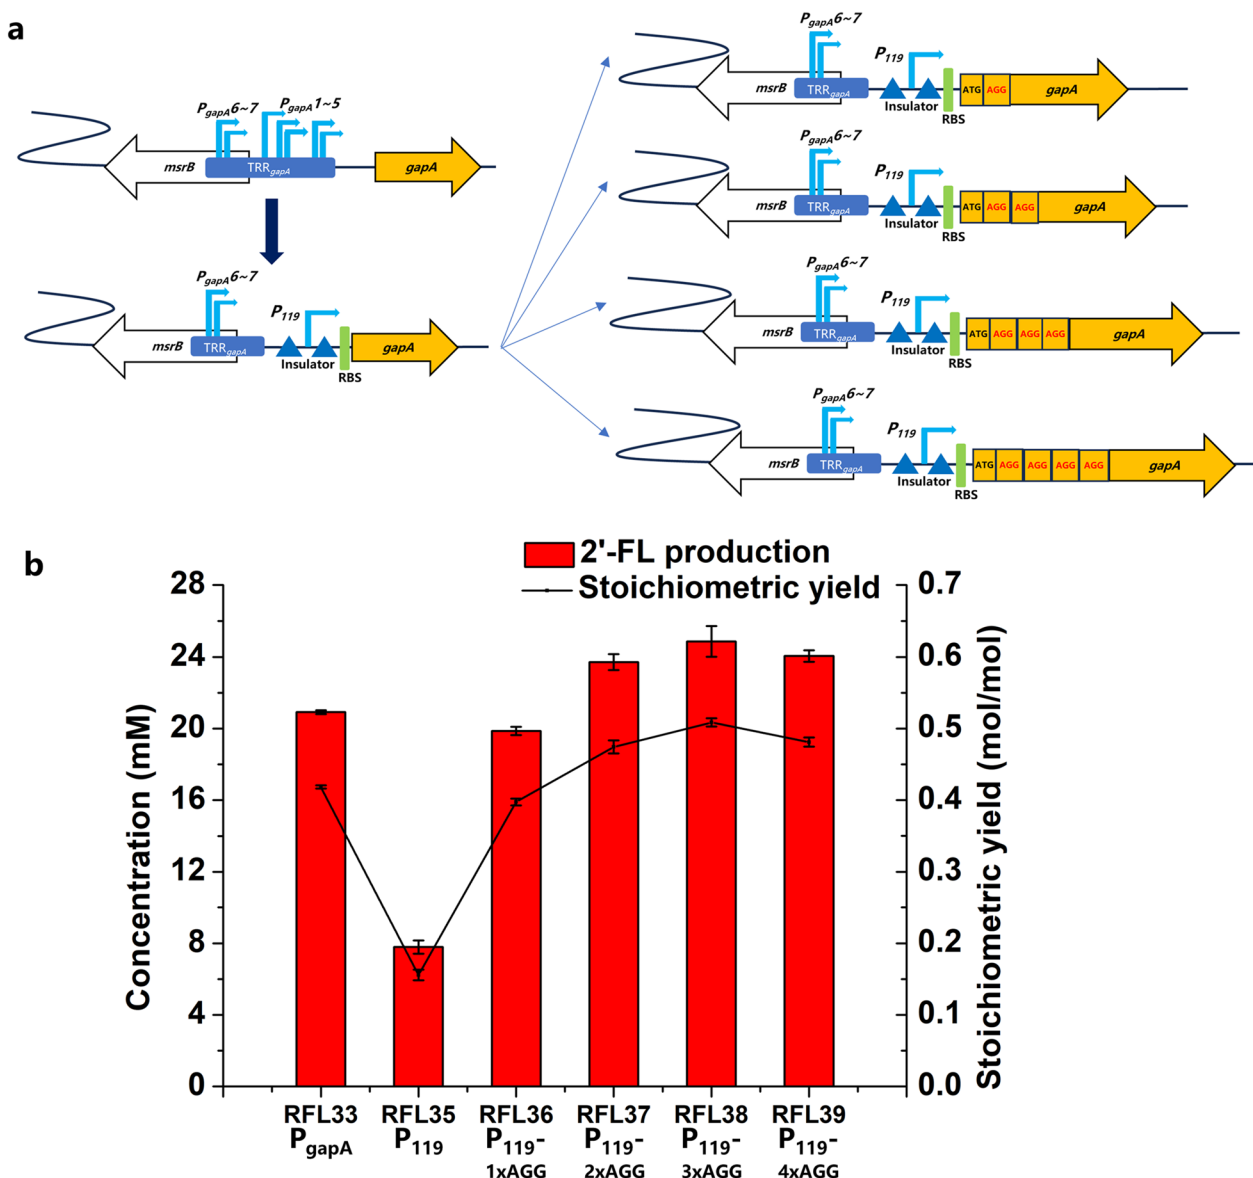 a
PgapA6~7
PgapA1~5
msrB
TRRgapA
gapA
PgapA6~7
P119
msrB
TRRgapA
Insulator
RBS
gapA
PgapA6~7
P119
msrB
TRRgapA
Insulator
RBS
ATG AGG gapA
PgapA6~7
P119
msrB
TRRgapA
Insulator
RBS
ATG AGG AGG gapA
PgapA6~7
P119
msrB
TRRgapA
Insulator
RBS
ATG AGG AGG AGG gapA
PgapA6~7
P119
msrB
TRRgapA
Insulator
RBS
ATG AGG AGG AGG AGG gapA
b
2'-FL production
Stoichiometric yield
Concentration (mM)
28
24
20
16
12
8
4
0
Stoichiometric yield (mol/mol)
0.7
0.6
0.5
0.4
0.3
0.2
0.1
0.0
RFL33 RFL35 RFL36 RFL37 RFL38 RFL39
PgapA P119 P119- P119- P119- P119-
1xAGG 2xAGG 3xAGG 4xAGG